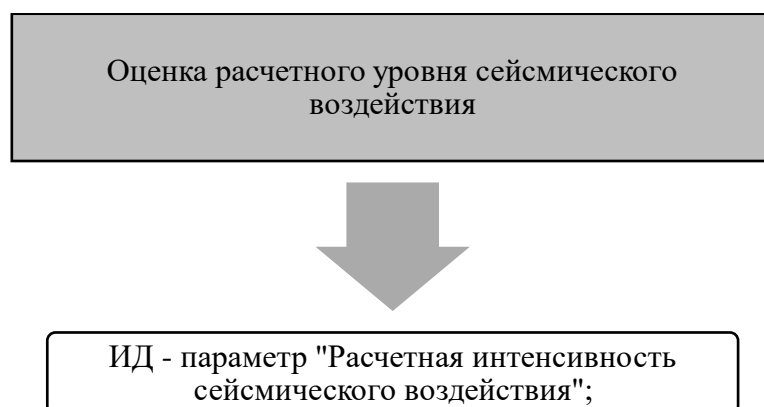 Оценка расчетного уровня сейсмического
воздействия
ИД - параметр "Расчетная интенсивность
сейсмического воздействия";